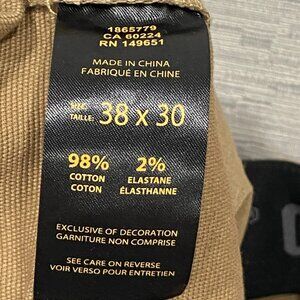 1865779
CA 60224
RN 149651
MADE IN CHINA
FABRIQUÉ EN CHINE
SIZE:
TAILLE: 38 x 30
98% 2%
COTTON ELASTANE
COTON ÉLASTHANNE
EXCLUSIVE OF DECORATION
GARNITURE NON COMPRISE
SEE CARE ON REVERSE
VOIR VERSO POUR ENTRETIEN